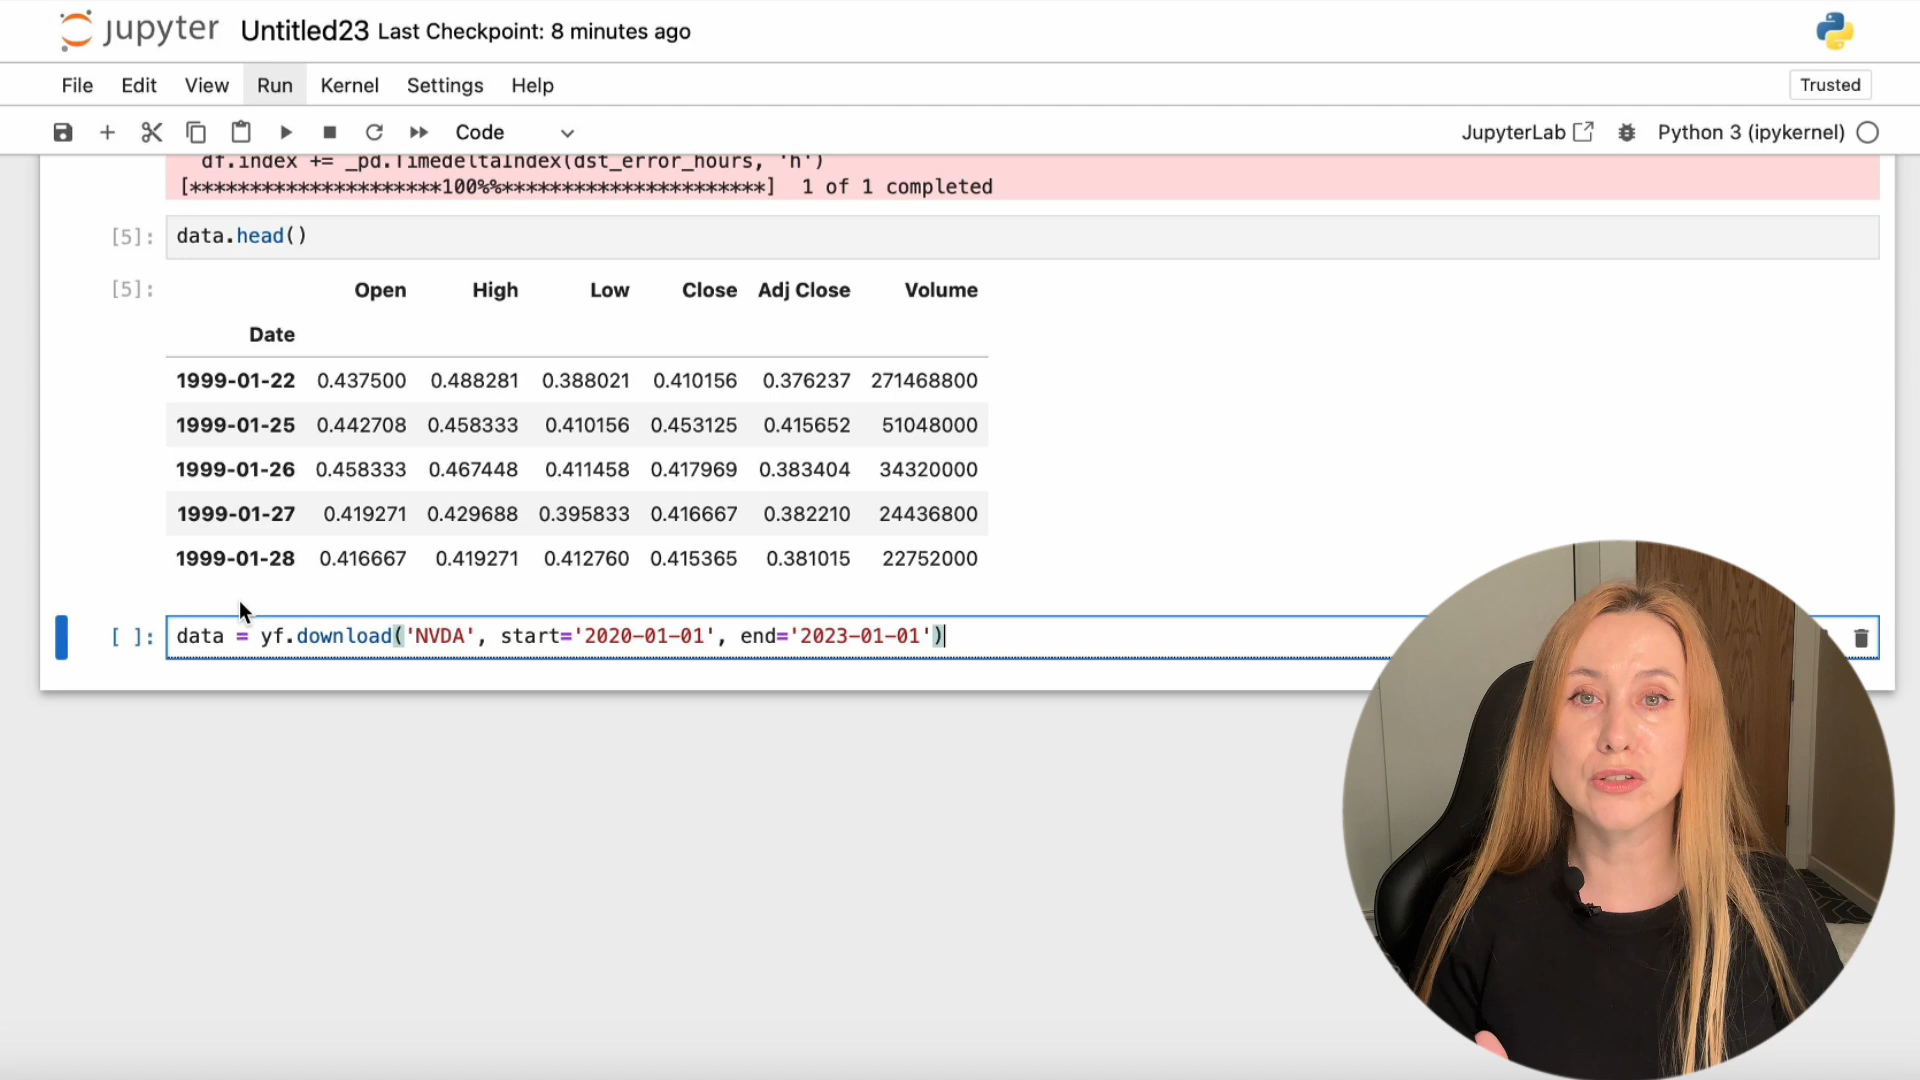 jupyter Untitled23 Last Checkpoint: 8 minutes ago
File Edit View Run Kernel Settings Help Trusted
Code JupyterLab Python 3 (ipykernel)
df.index += _pd.TimedeltaIndex(dst_error_hours, 'h')
[*********************100%%**********************]  1 of 1 completed
[5]: data.head()
[5]: Open High Low Close Adj Close Volume
Date
1999-01-22 0.437500 0.488281 0.388021 0.410156 0.376237 271468800
1999-01-25 0.442708 0.458333 0.410156 0.453125 0.415652 51048000
1999-01-26 0.458333 0.467448 0.411458 0.417969 0.383404 34320000
1999-01-27 0.419271 0.429688 0.395833 0.416667 0.382210 24436800
1999-01-28 0.416667 0.419271 0.412760 0.415365 0.381015 22752000
[ ]: data = yf.download('NVDA', start='2020-01-01', end='2023-01-01')